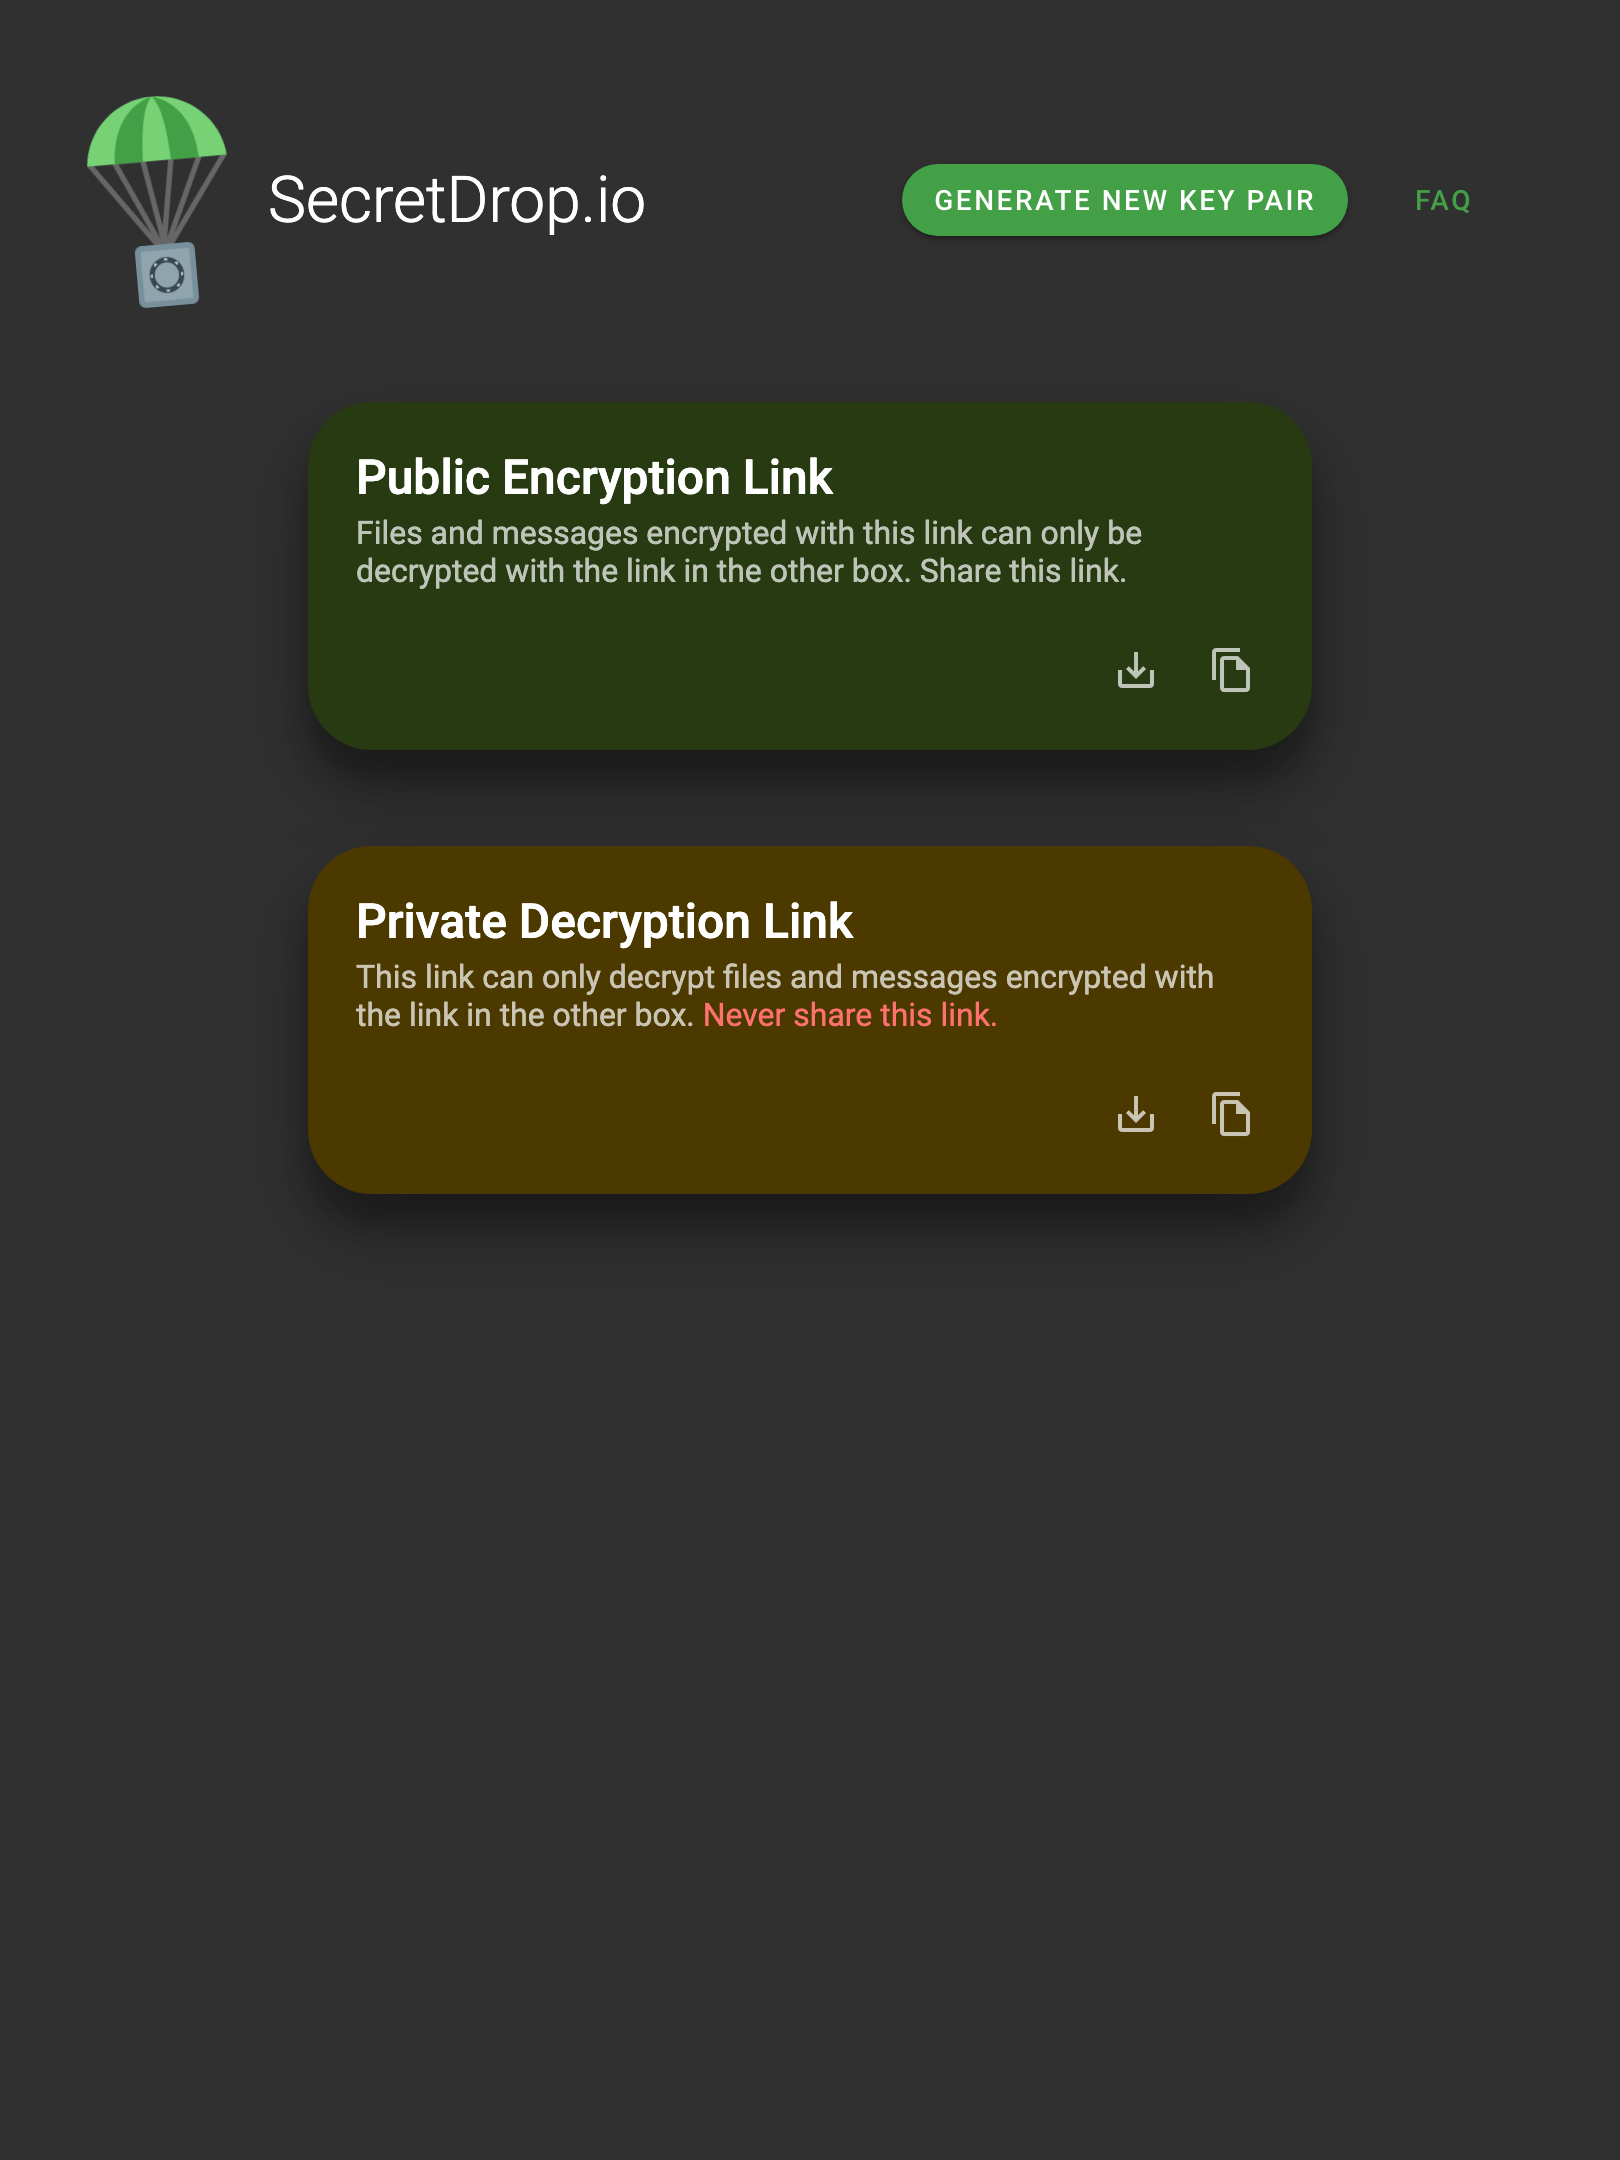 SecretDrop.io
GENERATE NEW KEY PAIR
FAQ
Public Encryption Link
Files and messages encrypted with this link can only be
decrypted with the link in the other box. Share this link.
Private Decryption Link
This link can only decrypt files and messages encrypted with
the link in the other box. Never share this link.